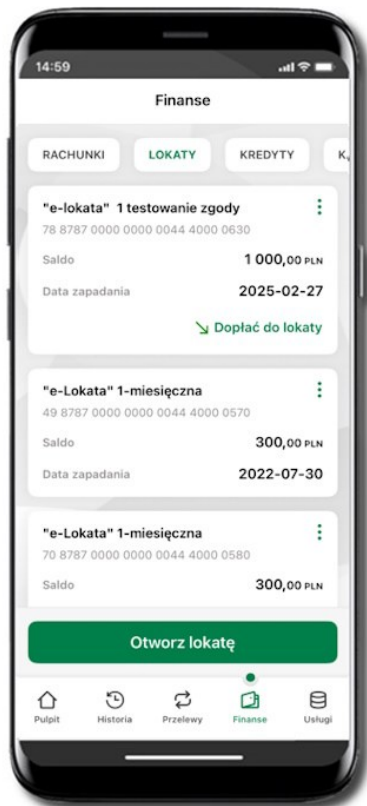 14:59
Finanse
RACHUNKI LOKATY KREDYTY
"e-lokata" 1 testowanie zgody
78 8787 0000 0000 0044 4000 0630
Saldo 1 000,00 PLN
Data zapadania 2025-02-27
Dopłać do lokaty
"e-Lokata" 1-miesięczna
49 8787 0000 0000 0044 4000 0570
Saldo 300,00 PLN
Data zapadania 2022-07-30
"e-Lokata" 1-miesięczna
70 8787 0000 0000 0044 4000 0580
Saldo 300,00 PLN
Otworz lokatę
Pulpit Historia Przelewy Finanse Usługi